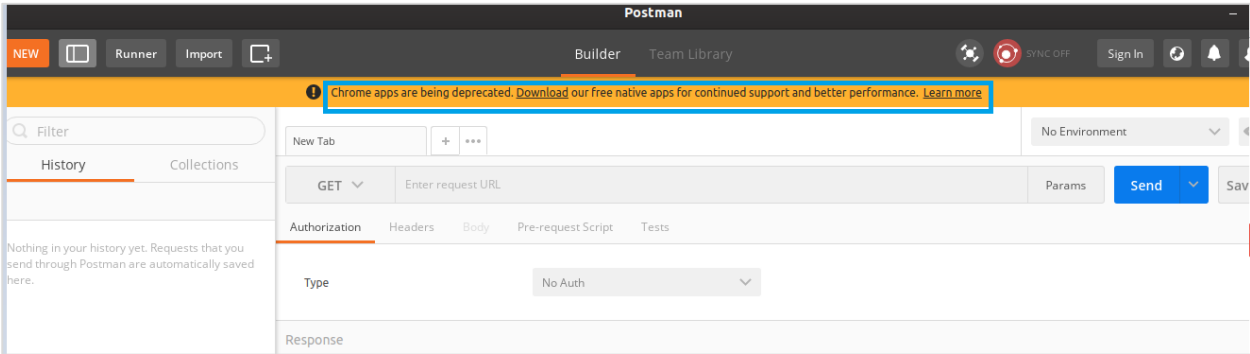 Postman
NEW Runner Import Builder Team Library SYNC OFF Sign In
Chrome apps are being deprecated. Download our free native apps for continued support and better performance. Learn more
Filter
New Tab + ••• No Environment
History Collections
GET Enter request URL Params Send Sav
Authorization Headers Body Pre-request Script Tests
Nothing in your history yet. Requests that you
send through Postman are automatically saved
here.
Type No Auth
Response